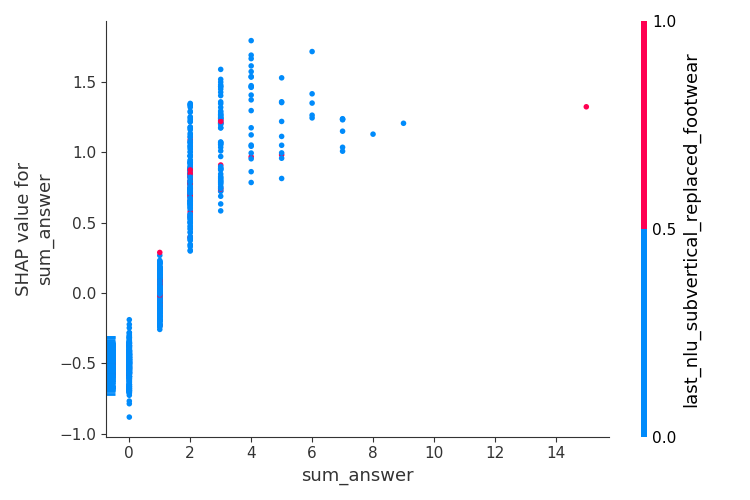 1.5
1.0
0.5
0.0
−0.5
−1.0
SHAP value for
sum_answer
0 2 4 6 8 10 12 14
sum_answer
1.0
0.5
0.0
last_nlu_subvertical_replaced_footwear